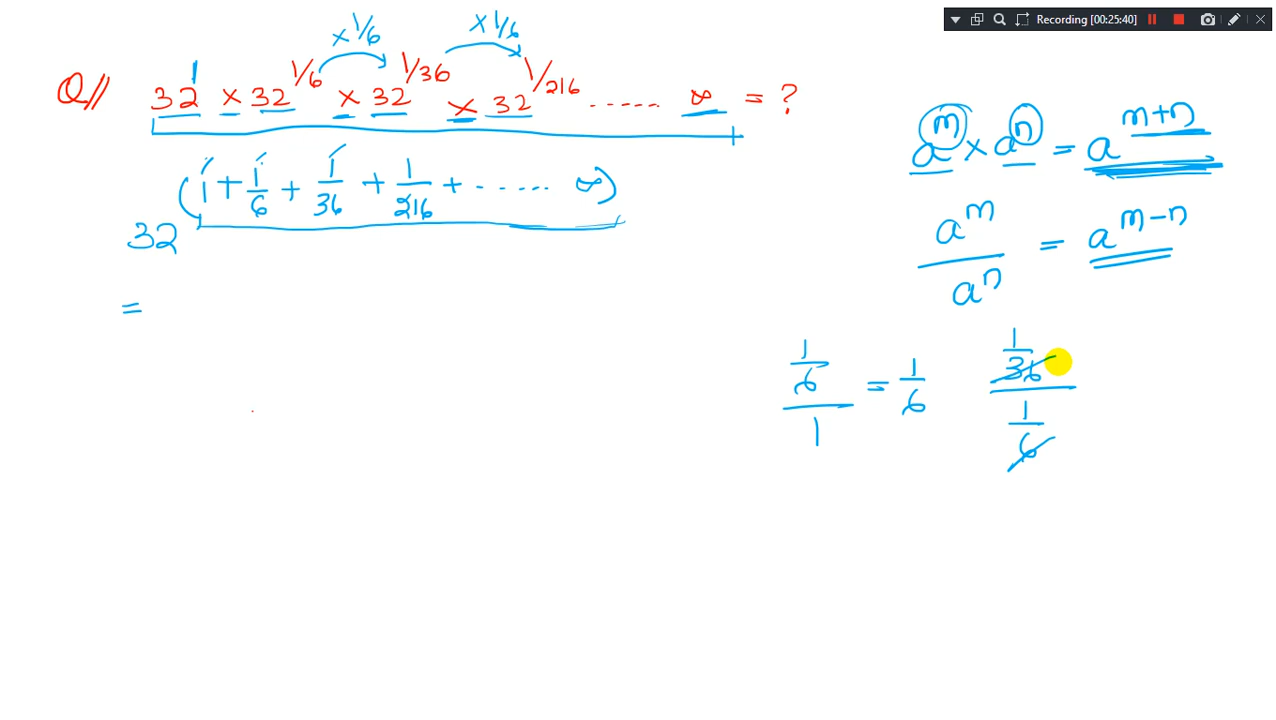 Recording [00:25:40]
×1/6 ×1/6
Q// 32^1 × 32^1/6 × 32^1/36 × 32^1/216 ...... ∞ = ?
a^m × a^n = a^m+n
32^(1 + 1/6 + 1/36 + 1/216 + ...... ∞)
a^m/a^n = a^m-n
=
1/6 / 1 = 1/6
1/36 / 1/6